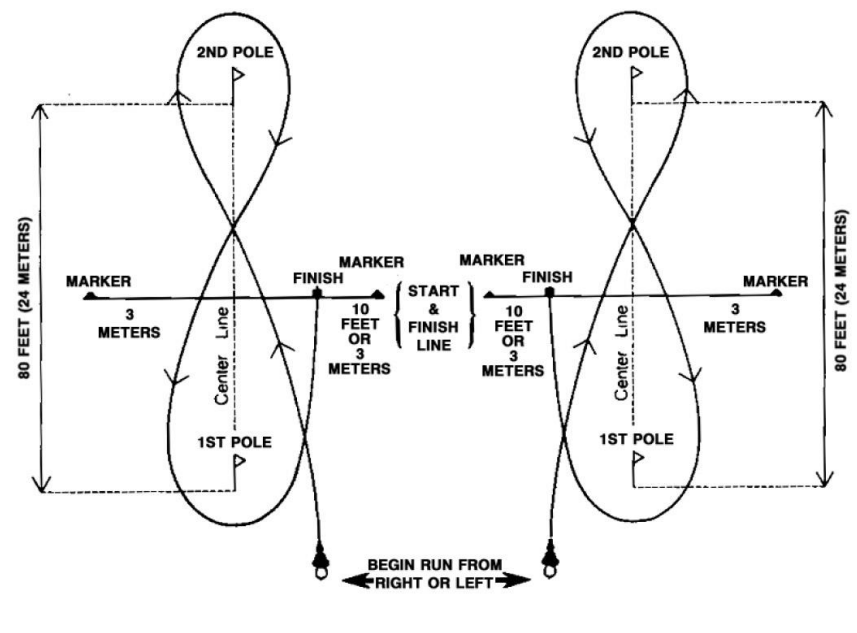 2ND POLE
2ND POLE
80 FEET (24 METERS)
MARKER
3
METERS
FINISH
MARKER
10
FEET
OR
3
METERS
START
&
FINISH
LINE
MARKER
FINISH
10
FEET
OR
3
METERS
MARKER
3
METERS
80 FEET (24 METERS)
Center Line
Center Line
1ST POLE
1ST POLE
BEGIN RUN FROM
RIGHT OR LEFT